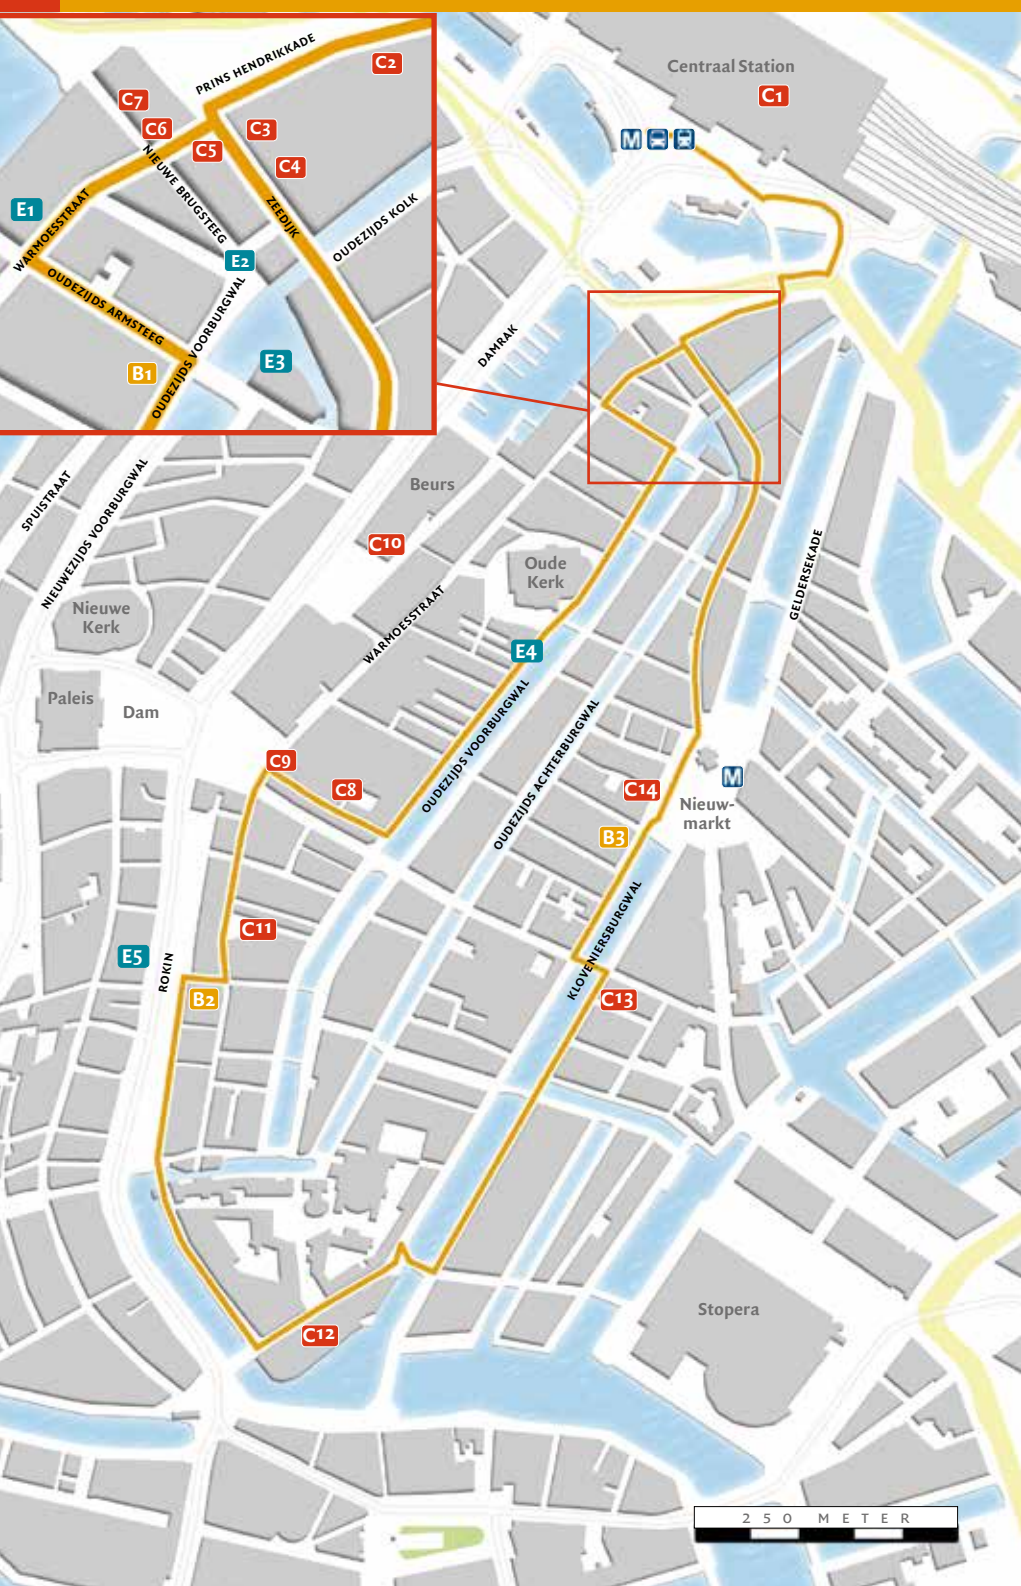 PRINS HENDRIKKADE
C2
C7
C6
C3
C5
C4
NIEUWE BRUGSTEEG
ZEEDIJK
OUDEZIJDS KOLK
E1
WARMOESSTRAAT
E2
OUDEZIJDS ARMSTEEG
OUDEZIJDS VOORBURGWAL
B1
E3
Centraal Station
C1
M
DAMRAK
SPUISTRAAT
NIEUWEZIJDS VOORBURGWAL
Beurs
C10
Oude
Kerk
GELDERSEKADE
Nieuwe
Kerk
WARMOESSTRAAT
E4
Paleis
Dam
OUDEZIJDS VOORBURGWAL
OUDEZIJDS ACHTERBURGWAL
C9
C8
C14
M
Nieuw-
markt
B3
KLOVENIERSBURGWAL
C11
E5
ROKIN
B2
C13
Stopera
C12
250 METER